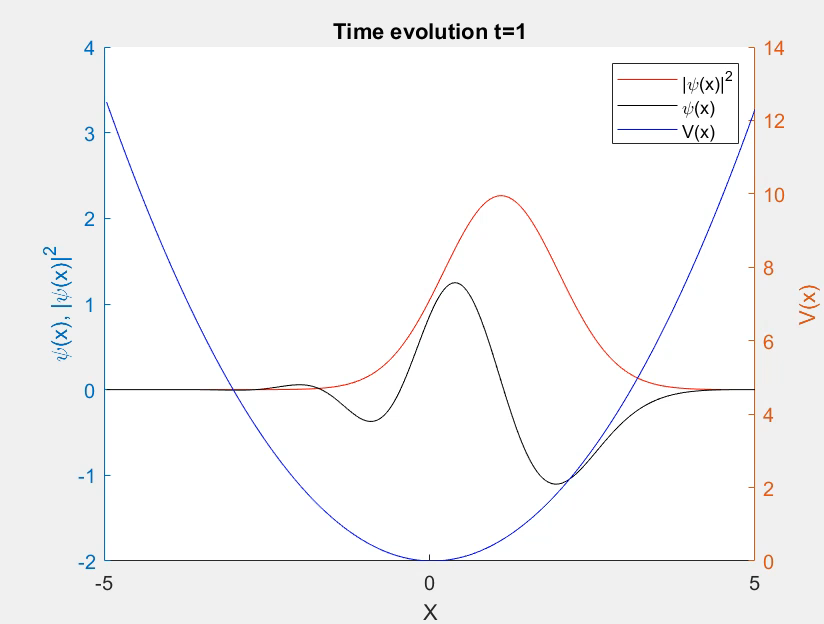 Time evolution t=1
|ψ(x)|²
ψ(x)
V(x)
4
3
2
1
0
-1
-2
ψ(x), |ψ(x)|²
14
12
10
8
6
4
2
0
V(x)
-5
0
5
X